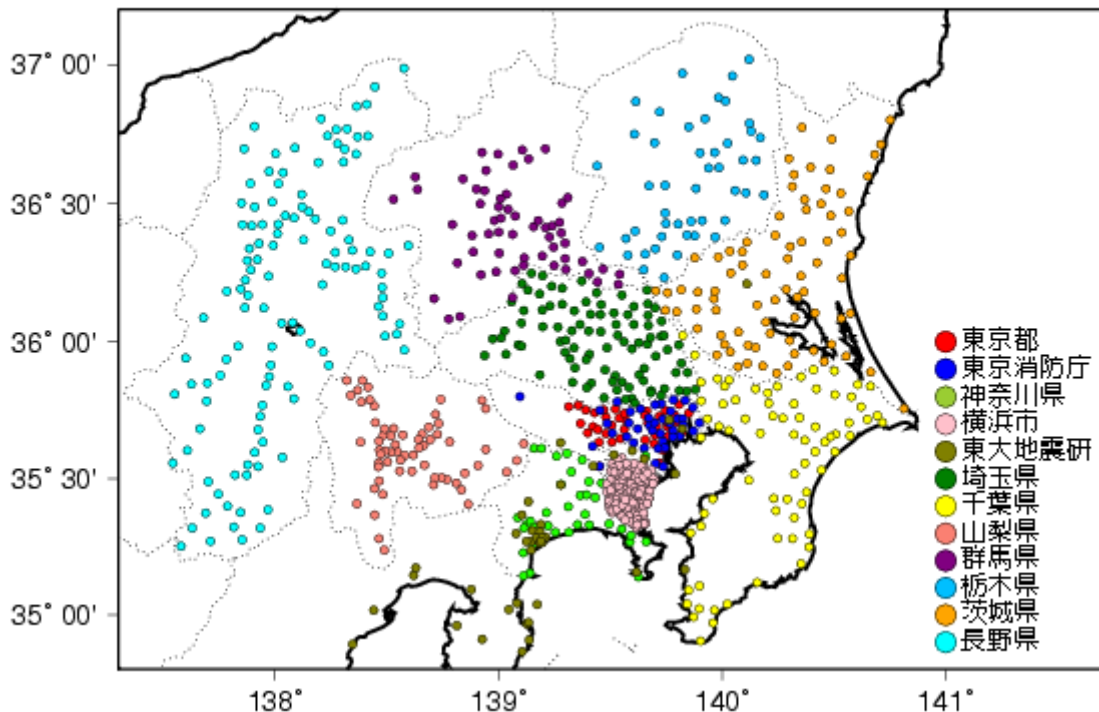 37° 00'
36° 30'
36° 00'
35° 30'
35° 00'
138°
139°
140°
141°
東京都
東京消防庁
神奈川県
横浜市
東大地震研
埼玉県
千葉県
山梨県
群馬県
栃木県
茨城県
長野県